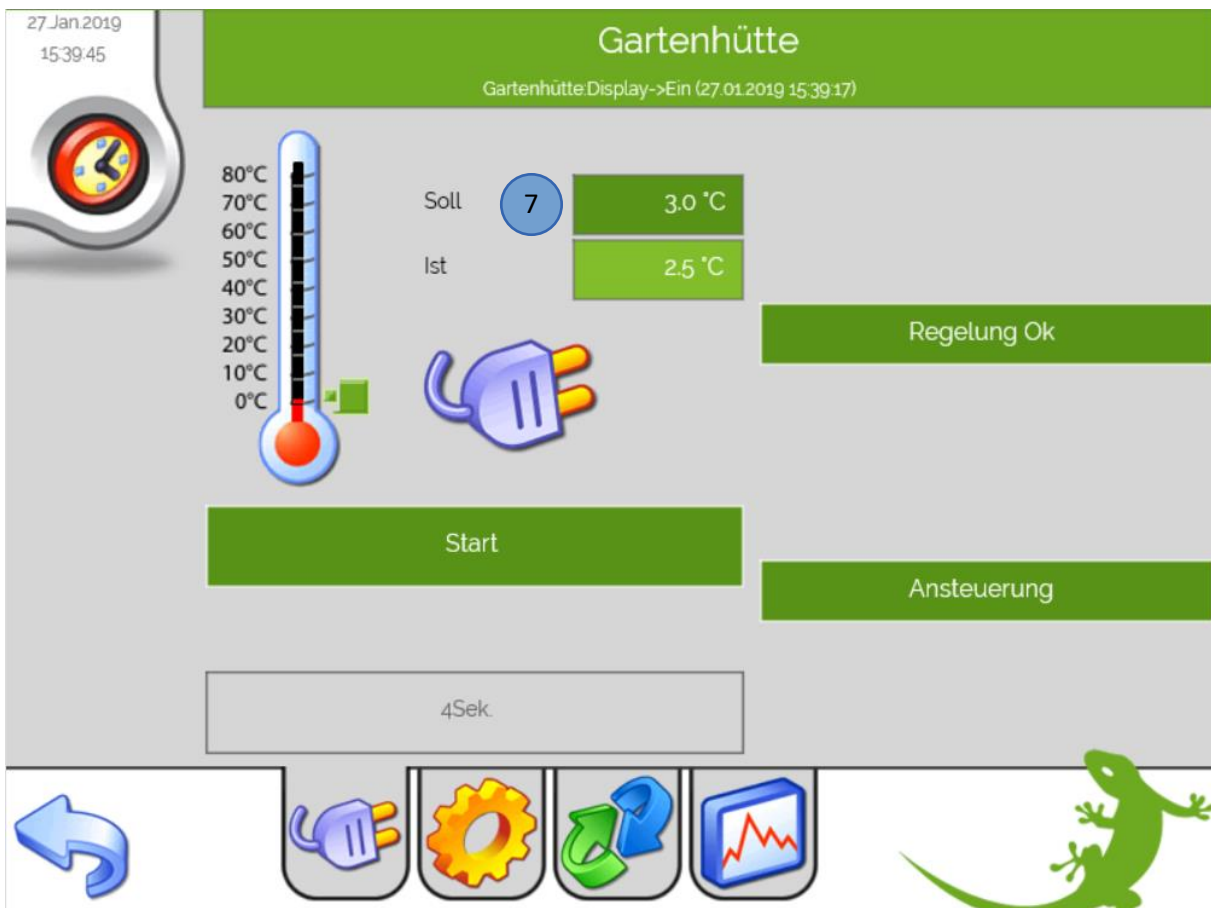 27.Jan.2019
15:39:45
Gartenhütte
Gartenhütte:Display->Ein (27.01.2019 15:39:17)
80°C
70°C
60°C
50°C
40°C
30°C
20°C
10°C
0°C
Soll 7 3.0 °C
Ist 2.5 °C
Regelung Ok
Start
Ansteuerung
4Sek.